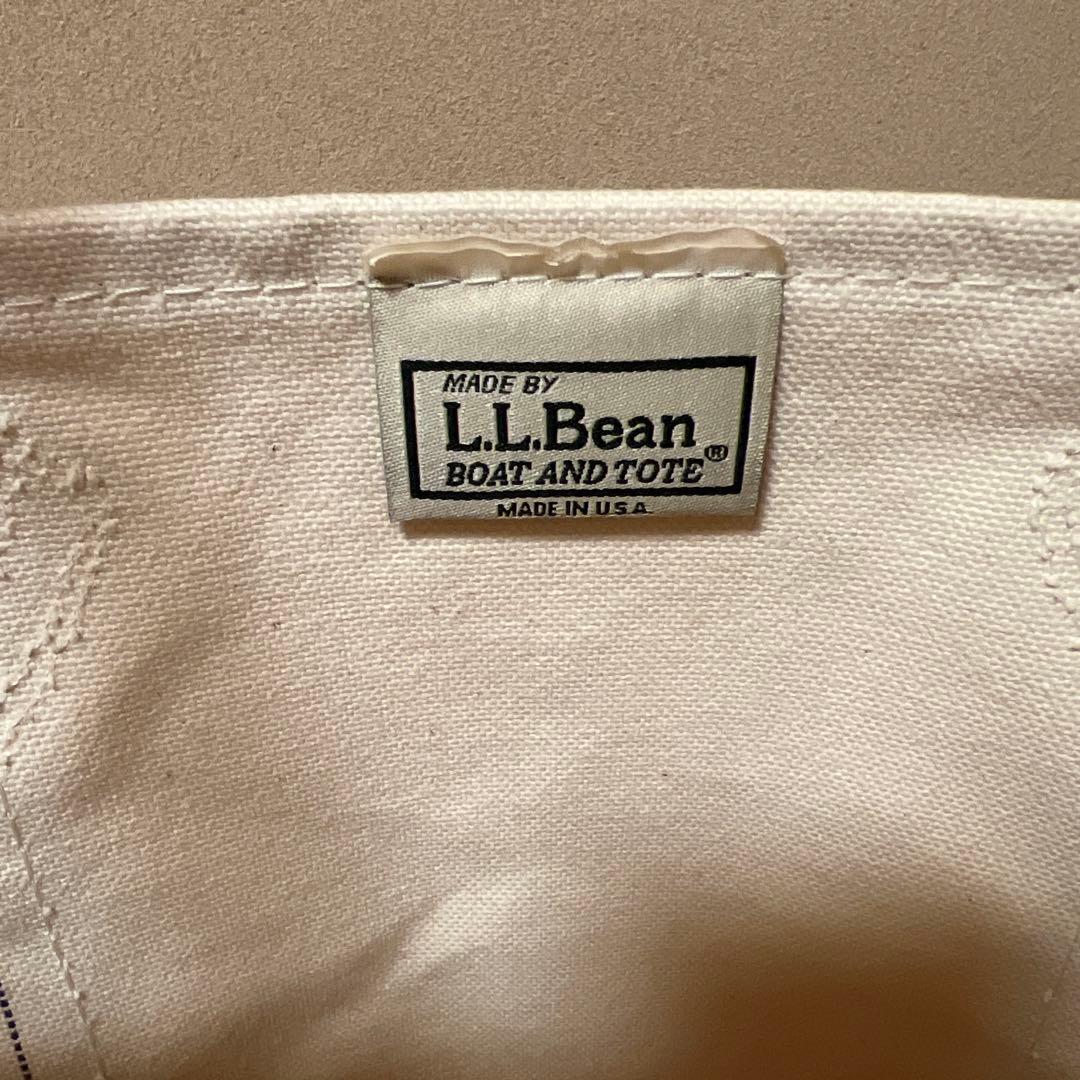 MADE BY
L.L.Bean
BOAT AND TOTE®
MADE IN U.S.A.